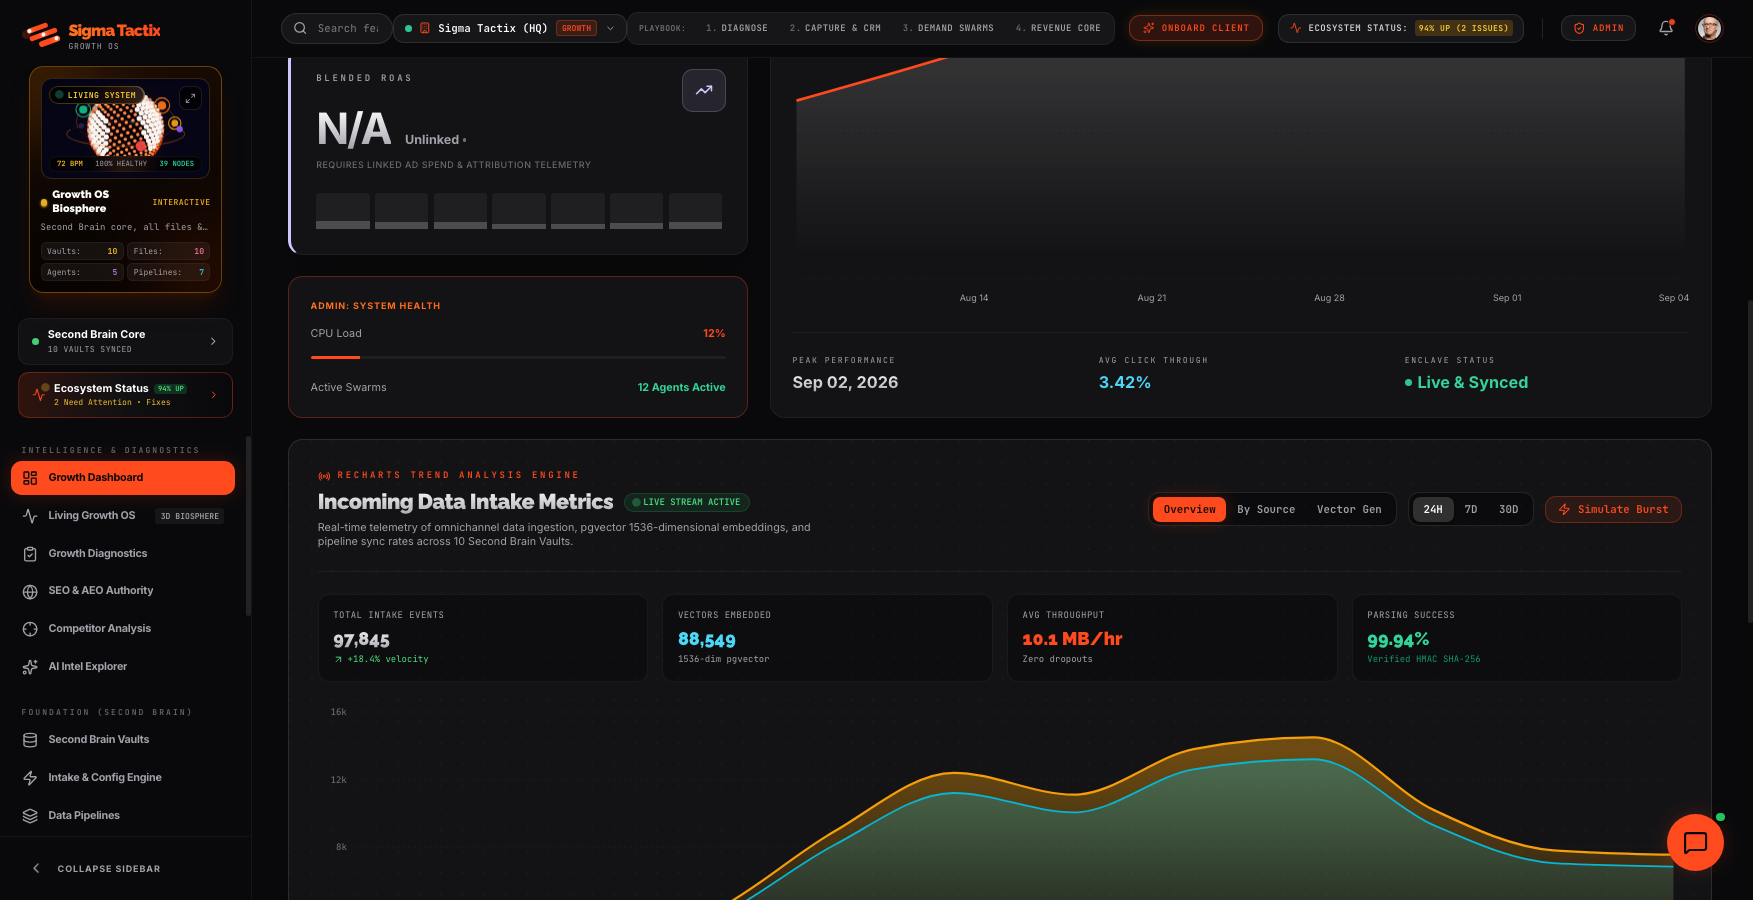 Sigma Tactix
GROWTH OS
LIVING SYSTEM
72 BPM 100% HEALTHY 39 NODES
Growth OS Biosphere
INTERACTIVE
Second Brain core, all files &…
Vaults: 10
Files: 10
Agents: 5
Pipelines: 7
Second Brain Core
10 VAULTS SYNCED
Ecosystem Status 94% UP
2 Need Attention • Fixes
INTELLIGENCE & DIAGNOSTICS
Growth Dashboard
Living Growth OS 3D BIOSPHERE
Growth Diagnostics
SEO & AEO Authority
Competitor Analysis
AI Intel Explorer
FOUNDATION (SECOND BRAIN)
Second Brain Vaults
Intake & Config Engine
Data Pipelines
COLLAPSE SIDEBAR
Search
Sigma Tactix (HQ) GROWTH
PLAYBOOK: 1. DIAGNOSE 2. CAPTURE & CRM 3. DEMAND SWARMS 4. REVENUE CORE
ONBOARD CLIENT
ECOSYSTEM STATUS: 94% UP (2 ISSUES)
ADMIN
BLENDED ROAS
N/A Unlinked •
REQUIRES LINKED AD SPEND & ATTRIBUTION TELEMETRY
ADMIN: SYSTEM HEALTH
CPU Load 12%
Active Swarms 12 Agents Active
Aug 14 Aug 21 Aug 28 Sep 01 Sep 04
PEAK PERFORMANCE
Sep 02, 2026
AVG CLICK THROUGH
3.42%
ENCLAVE STATUS
Live & Synced
RECHARTS TREND ANALYSIS ENGINE
Incoming Data Intake Metrics LIVE STREAM ACTIVE
Real-time telemetry of omnichannel data ingestion, pgvector 1536-dimensional embeddings, and
pipeline sync rates across 10 Second Brain Vaults.
Overview By Source Vector Gen
24H 7D 30D
Simulate Burst
TOTAL INTAKE EVENTS
97,845
+18.4% velocity
VECTORS EMBEDDED
88,549
1536-dim pgvector
AVG THROUGHPUT
10.1 MB/hr
Zero dropouts
PARSING SUCCESS
99.94%
Verified HMAC SHA-256
16k
12k
8k